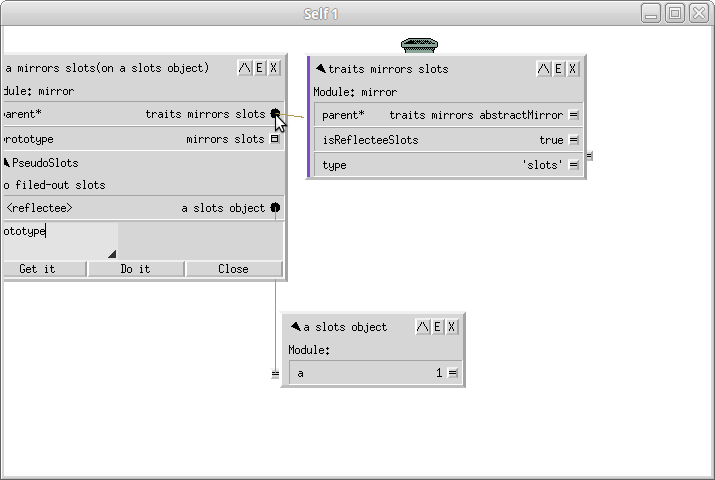 Self 1
a mirrors slots(on a slots object) /\ E X
dule: mirror
arent* traits mirrors slots
rototype mirrors slots
PseudoSlots
o filed-out slots
<reflectee> a slots object
ototype
Get it Do it Close
traits mirrors slots /\ E X
Module: mirror
parent* traits mirrors abstractMirror
isReflecteeSlots true
type 'slots'
a slots object /\ E X
Module:
a 1